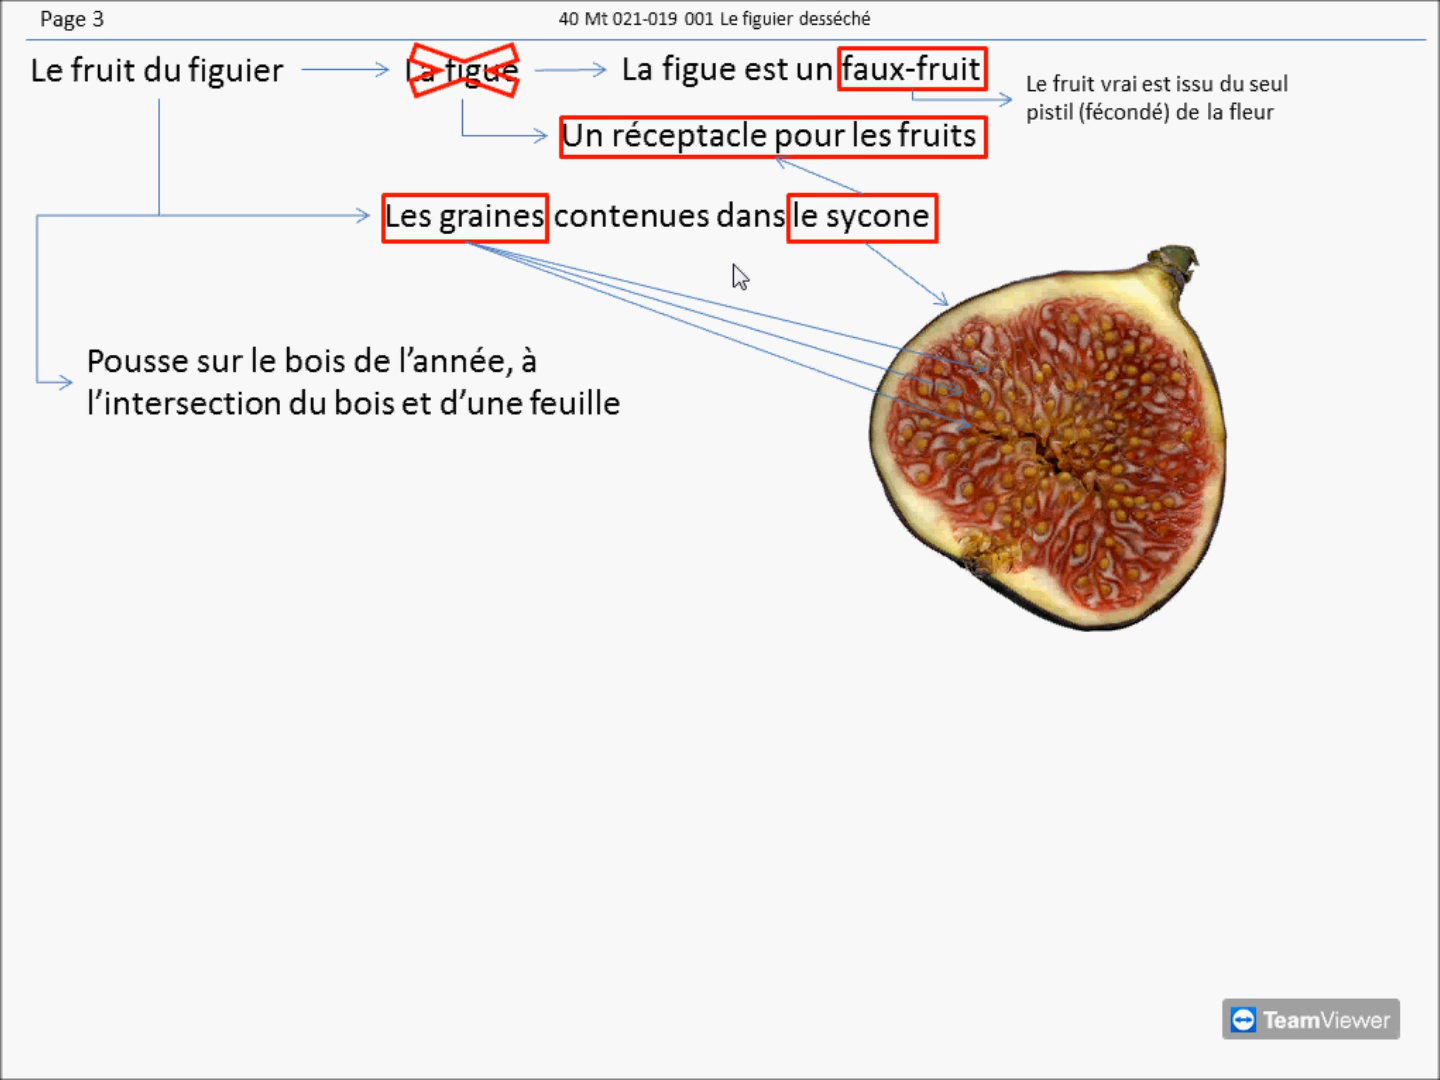 Page 3
40 Mt 021-019 001 Le figuier desséché
Le fruit du figuier
La figue
La figue est un faux-fruit
Le fruit vrai est issu du seul
pistil (fécondé) de la fleur
Un réceptacle pour les fruits
Les graines contenues dans le sycone
Pousse sur le bois de l’année, à
l’intersection du bois et d’une feuille
TeamViewer